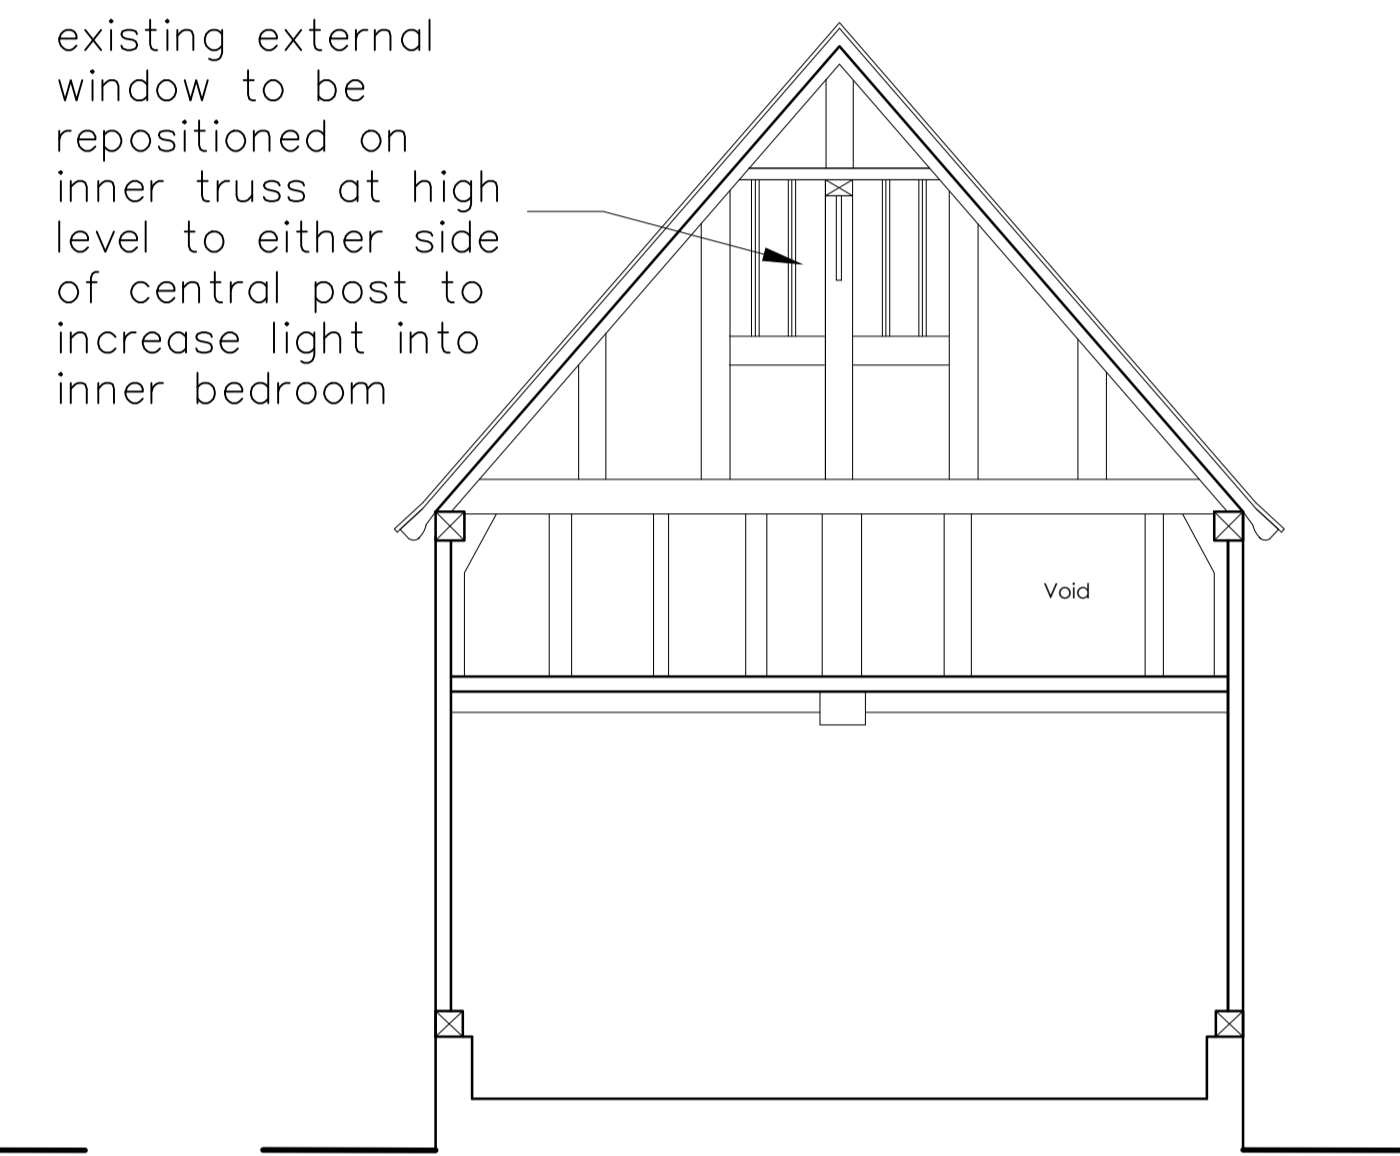 existing external
window to be
repositioned on
inner truss at high
level to either side
of central post to
increase light into
inner bedroom
Void